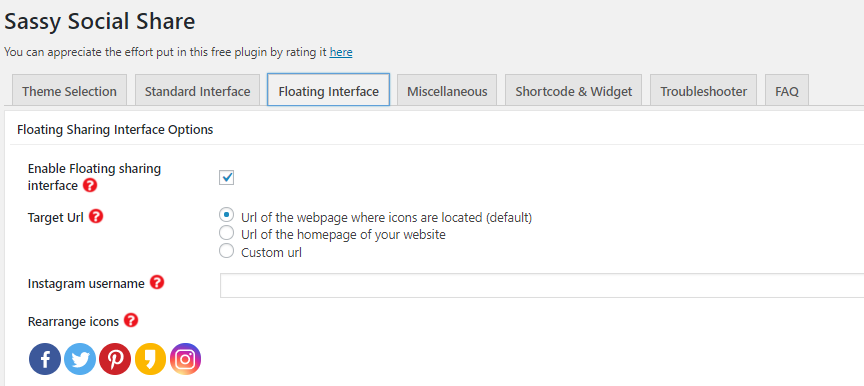 Sassy Social Share
You can appreciate the effort put in this free plugin by rating it here
Theme Selection
Standard Interface
Floating Interface
Miscellaneous
Shortcode & Widget
Troubleshooter
FAQ
Floating Sharing Interface Options
Enable Floating sharing
interface ?
Target Url ?
Url of the webpage where icons are located (default)
Url of the homepage of your website
Custom url
Instagram username ?
Rearrange icons ?